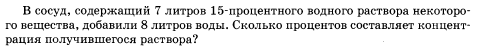 В сосуд, содержащий 7 литров 15-процентного водного раствора некоторо-
го вещества, добавили 8 литров воды. Сколько процентов составляет концент-
рация получившегося раствора?